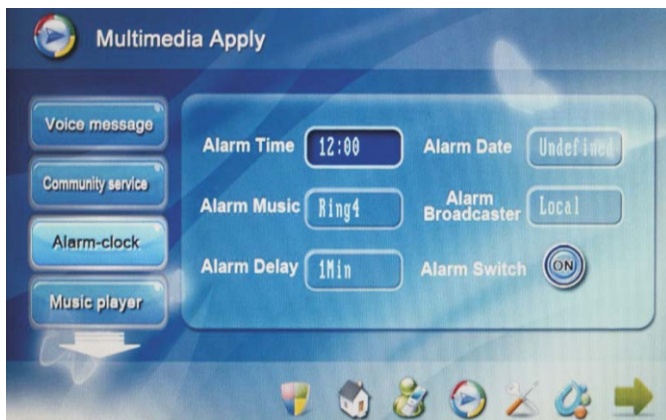 Multimedia Apply
Voice message
Community service
Alarm-clock
Music player
Alarm Time 12:00 Alarm Date Undefined
Alarm Music Ring4 Alarm Broadcaster Local
Alarm Delay 1Min Alarm Switch ON